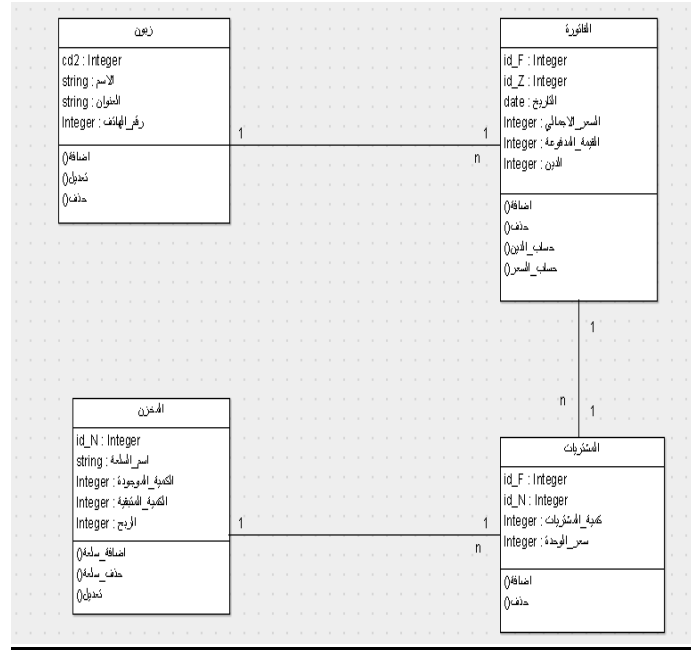 زبون
cd2 : Integer
الاسم : string
العنوان : string
رقم_الهاتف : Integer
اضافة()
تعديل()
حذف()
1
1
n
الفاتورة
id_F : Integer
id_Z : Integer
التاريخ : date
السعر_الاجمالي : Integer
القيمة_المدفوعة : Integer
الدين : Integer
اضافة()
حذف()
حساب_الدين()
حساب_السعر()
1
n
1
المخزن
id_N : Integer
اسم_السلعة : string
الكمية_الموجودة : Integer
الكمية_المتبقية : Integer
الربح : Integer
اضافة_سلعة()
حذف_سلعة()
تعديل()
1
1
n
المشتريات
id_F : Integer
id_N : Integer
كمية_المشتريات : Integer
سعر_الوحدة : Integer
اضافة()
حذف()